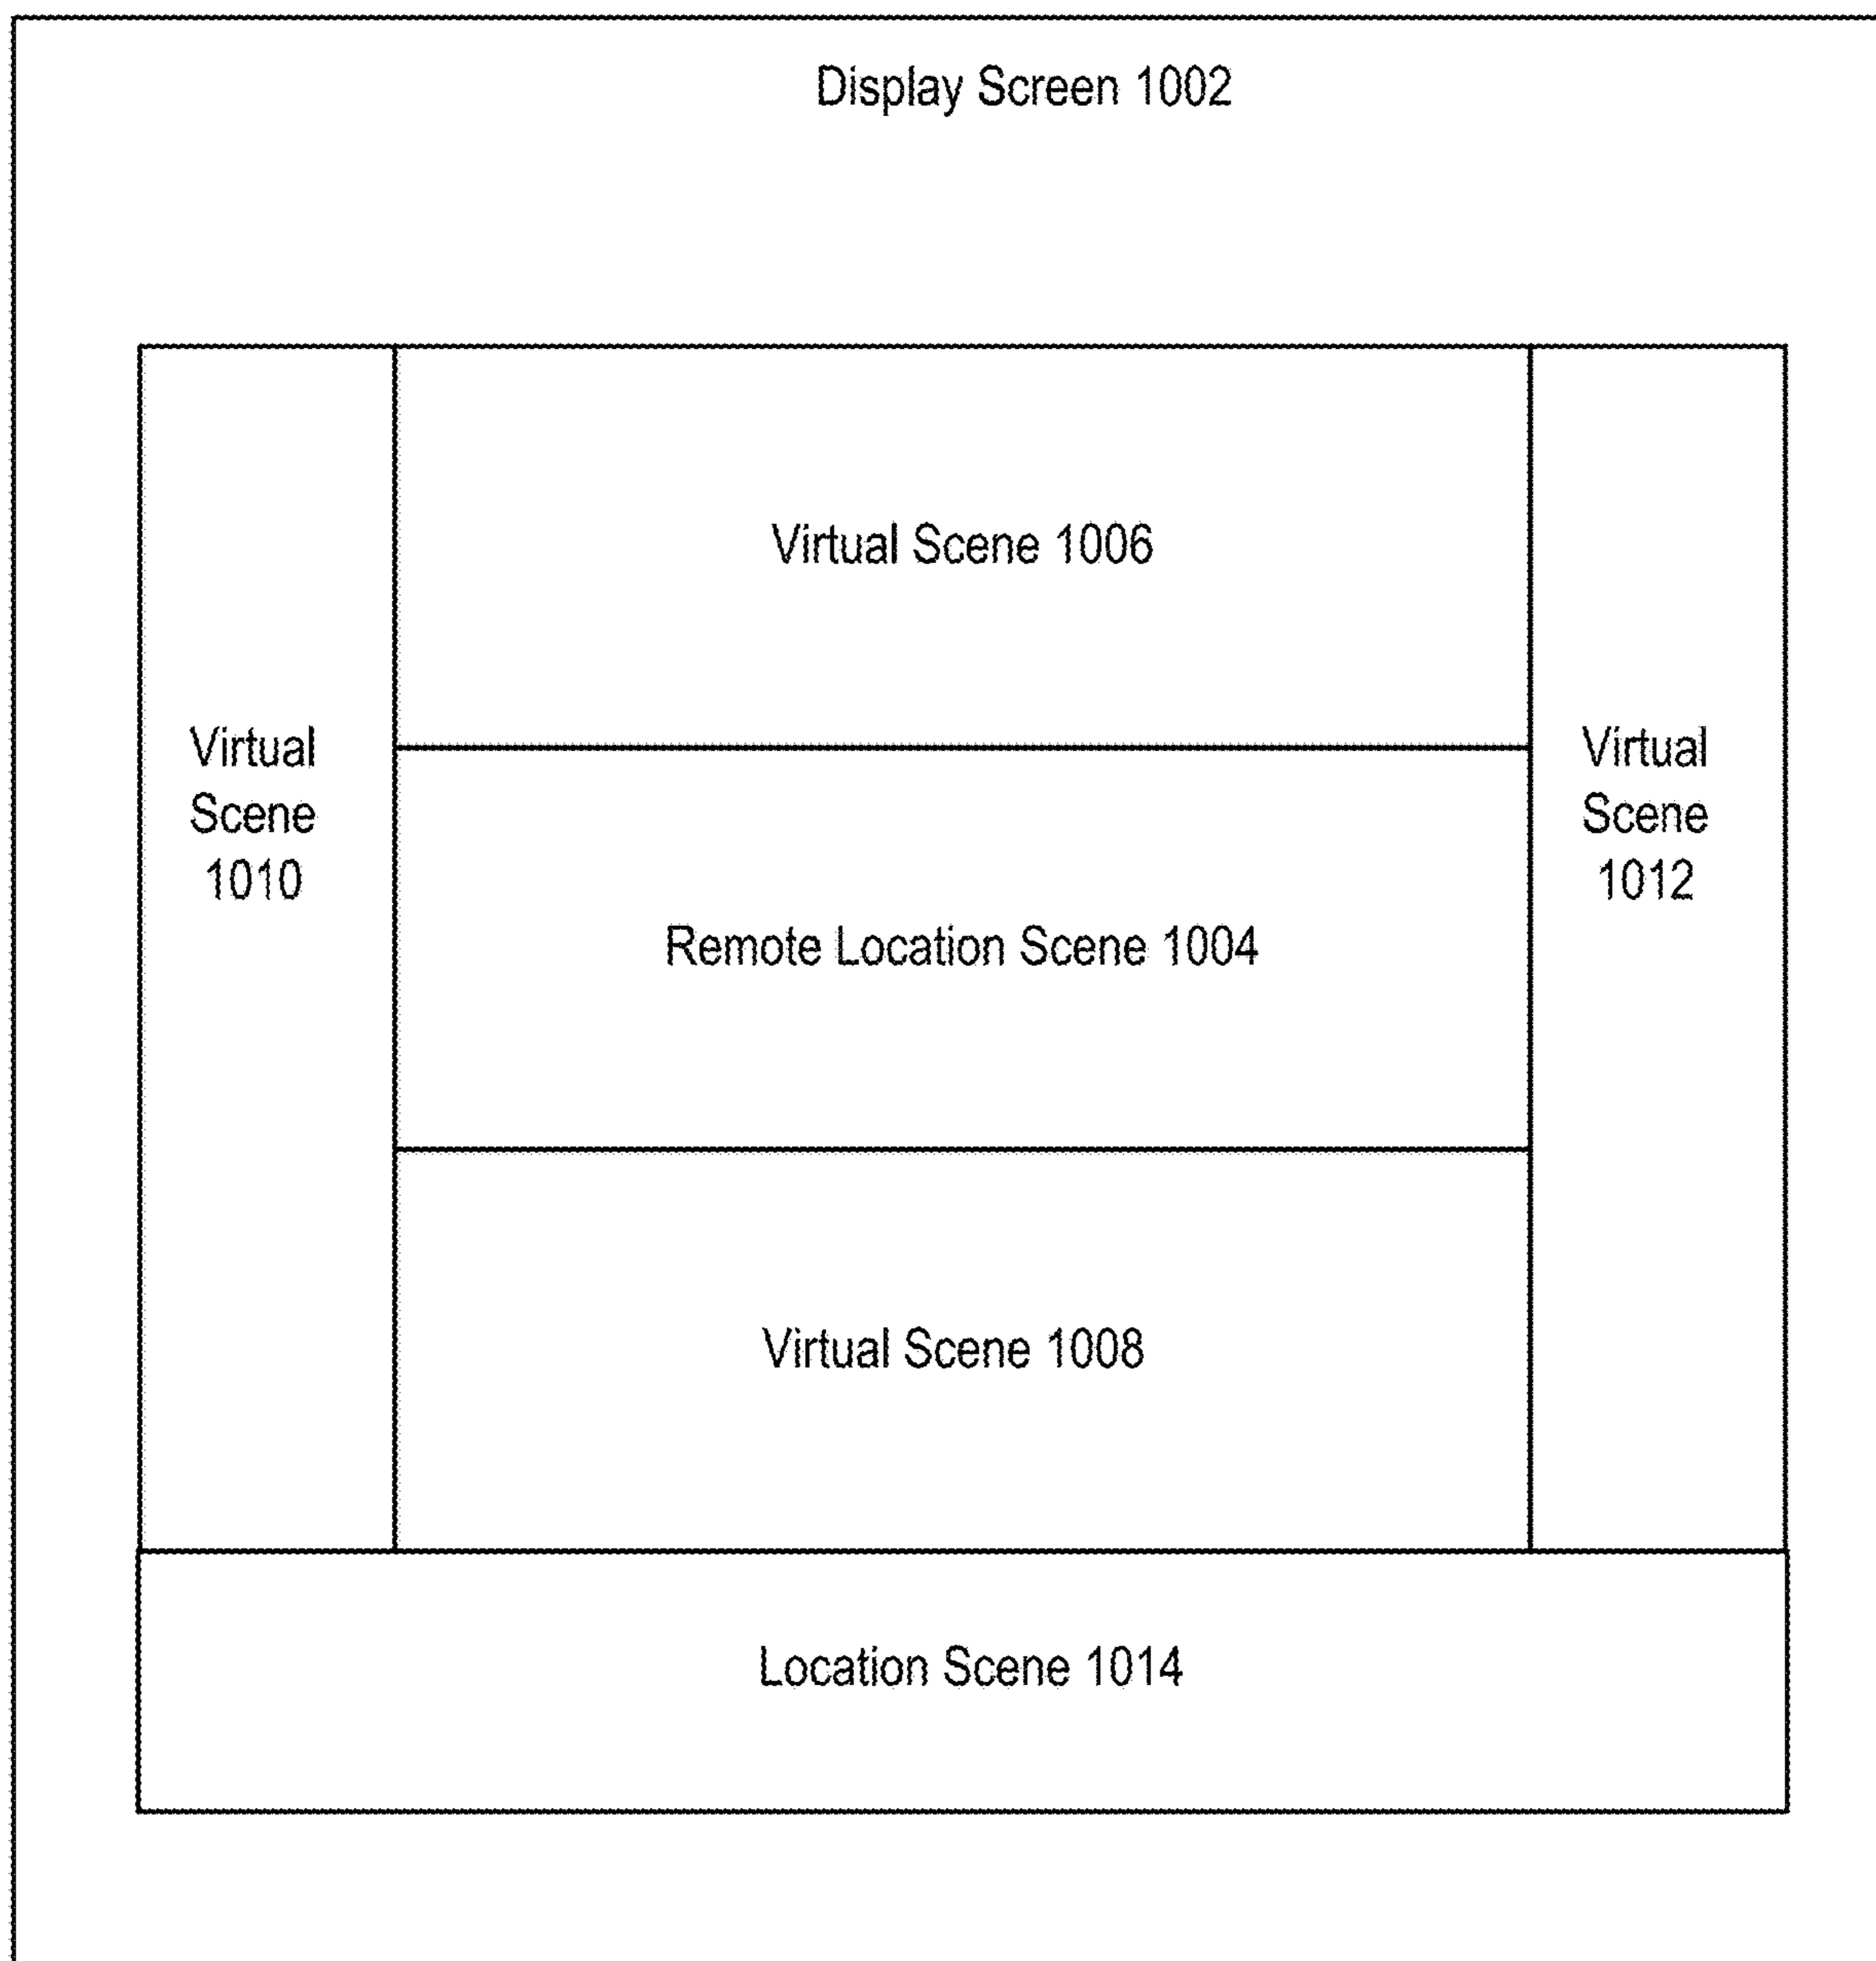 Display Screen 1002
Virtual Scene 1006
Virtual
Scene
1010
Virtual
Scene
1012
Remote Location Scene 1004
Virtual Scene 1008
Location Scene 1014